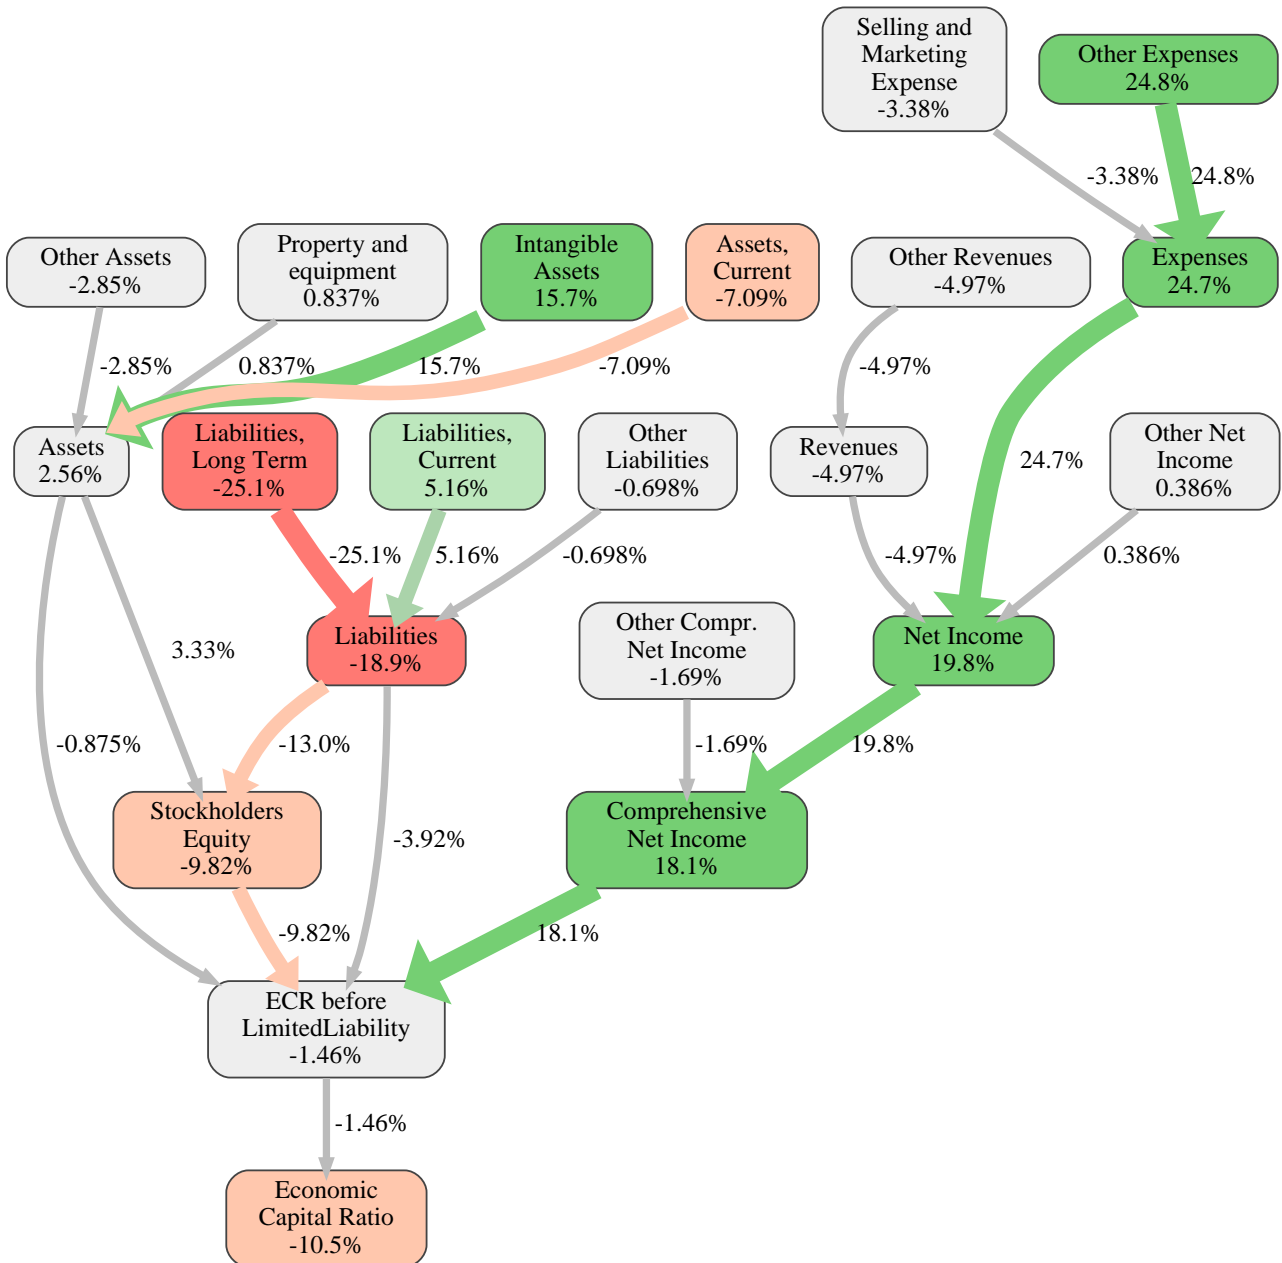 Selling and
Marketing
Expense
-3.38%
Other Expenses
24.8%
-3.38%
24.8%
Other Assets
-2.85%
Property and
equipment
0.837%
Intangible
Assets
15.7%
Assets,
Current
-7.09%
Other Revenues
-4.97%
Expenses
24.7%
-2.85%
0.837%
15.7%
-7.09%
-4.97%
24.7%
Assets
2.56%
Liabilities,
Long Term
-25.1%
Liabilities,
Current
5.16%
Other
Liabilities
-0.698%
Revenues
-4.97%
Other Net
Income
0.386%
-25.1%
5.16%
-0.698%
-4.97%
0.386%
3.33%
Liabilities
-18.9%
Other Compr.
Net Income
-1.69%
Net Income
19.8%
-0.875%
-13.0%
-3.92%
-1.69%
19.8%
Stockholders
Equity
-9.82%
Comprehensive
Net Income
18.1%
-9.82%
18.1%
ECR before
LimitedLiability
-1.46%
-1.46%
Economic
Capital Ratio
-10.5%